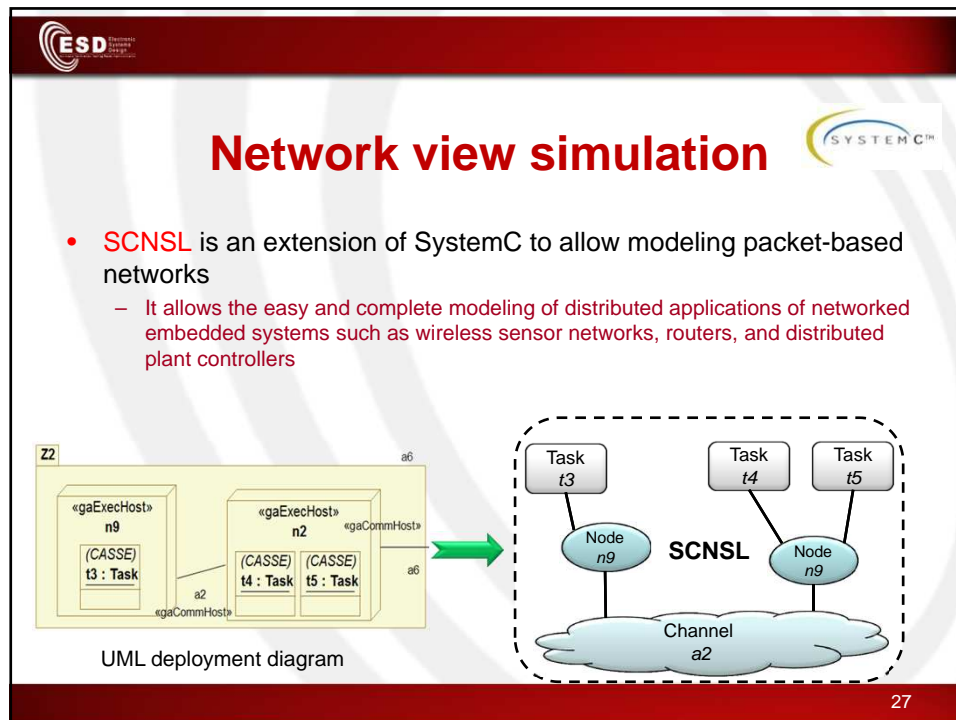 ESD Electronic Systems Design
Network view simulation
SYSTEMC™
• SCNSL is an extension of SystemC to allow modeling packet-based
networks
– It allows the easy and complete modeling of distributed applications of networked
embedded systems such as wireless sensor networks, routers, and distributed
plant controllers
Z2
a6
«gaExecHost»
n9
(CASSE)
t3 : Task
a2
«gaCommHost»
«gaExecHost»
n2
(CASSE)
t4 : Task
(CASSE)
t5 : Task
«gaCommHost»
a6
UML deployment diagram
Task
t3
Task
t4
Task
t5
Node
n9
SCNSL
Node
n9
Channel
a2
27